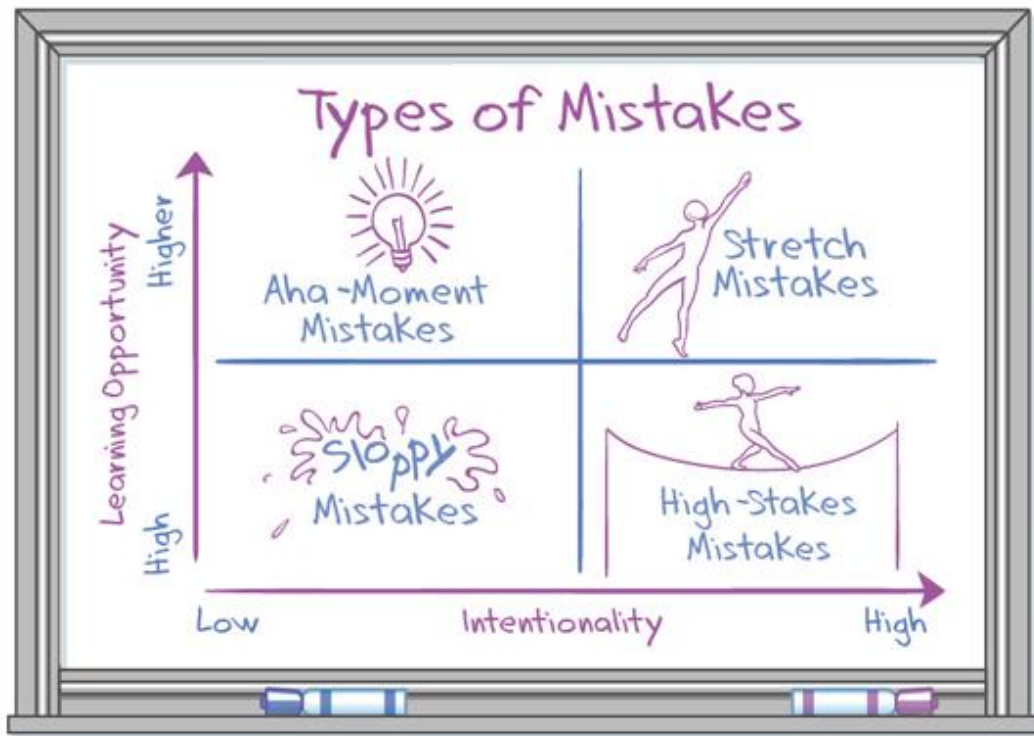 Types of Mistakes
Learning Opportunity
Higher
High
Aha-Moment
Mistakes
Stretch
Mistakes
Sloppy
Mistakes
High-Stakes
Mistakes
Low
Intentionality
High